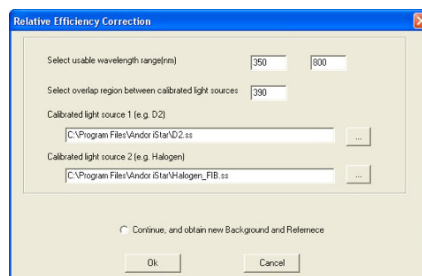 Relative Efficiency Correction
Select usable wavelength range(nm) 350 800
Select overlap region between calibrated light sources 390
Calibrated light source 1 (e.g. D2)
C:\Program Files\Andor iStar\D2.ss ...
Calibrated light source 2 (e.g. Halogen)
C:\Program Files\Andor iStar\Halogen_FIB.ss ...
Continue, and obtain new Background and Refernece
Ok Cancel